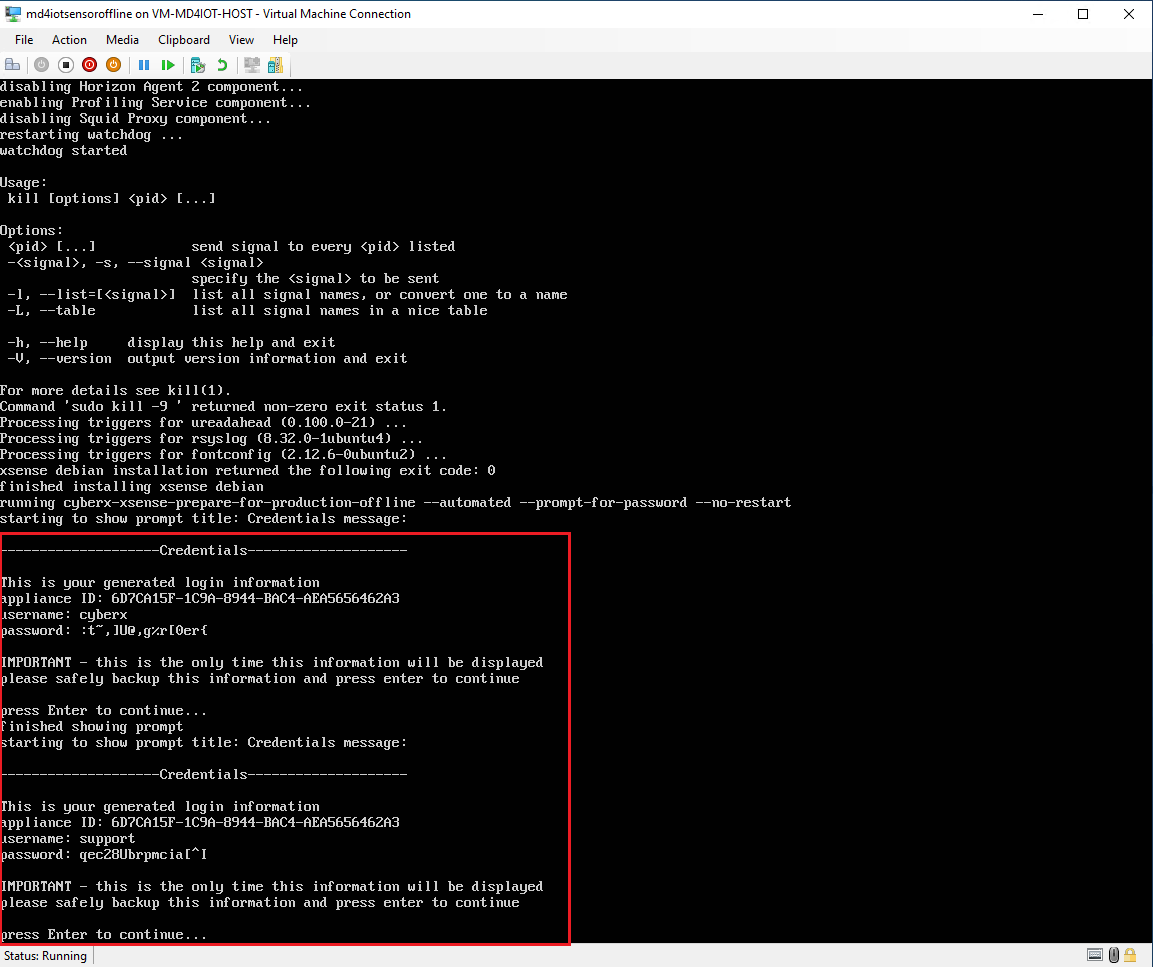 md4iotsensoroffline on VM-MD4IOT-HOST - Virtual Machine Connection
File Action Media Clipboard View Help
disabling Horizon Agent 2 component...
enabling Profiling Service component...
disabling Squid Proxy component...
restarting watchdog ...
watchdog started
Usage:
kill [options] <pid> [...]
Options:
<pid> [...] send signal to every <pid> listed
-<signal>, -s, --signal <signal>
specify the <signal> to be sent
-l, --list=[<signal>] list all signal names, or convert one to a name
-L, --table list all signal names in a nice table
-h, --help display this help and exit
-V, --version output version information and exit
For more details see kill(1).
Command 'sudo kill -9 ' returned non-zero exit status 1.
Processing triggers for ureadahead (0.100.0-21) ...
Processing triggers for rsyslog (8.32.0-1ubuntu4) ...
Processing triggers for fontconfig (2.12.6-0ubuntu2) ...
xsense debian installation returned the following exit code: 0
finished installing xsense debian
running cyberx-xsense-prepare-for-production-offline --automated --prompt-for-password --no-restart
starting to show prompt title: Credentials message:
--------------------Credentials--------------------
This is your generated login information
appliance ID: 6D7CA15F-1C9A-8944-BAC4-AEA5656462A3
username: cyberx
password: :t~,]U@,g%r[0er{
IMPORTANT - this is the only time this information will be displayed
please safely backup this information and press enter to continue
press Enter to continue...
finished showing prompt
starting to show prompt title: Credentials message:
--------------------Credentials--------------------
This is your generated login information
appliance ID: 6D7CA15F-1C9A-8944-BAC4-AEA5656462A3
username: support
password: qec28Ubrpmcia[^I
IMPORTANT - this is the only time this information will be displayed
please safely backup this information and press enter to continue
press Enter to continue...
Status: Running